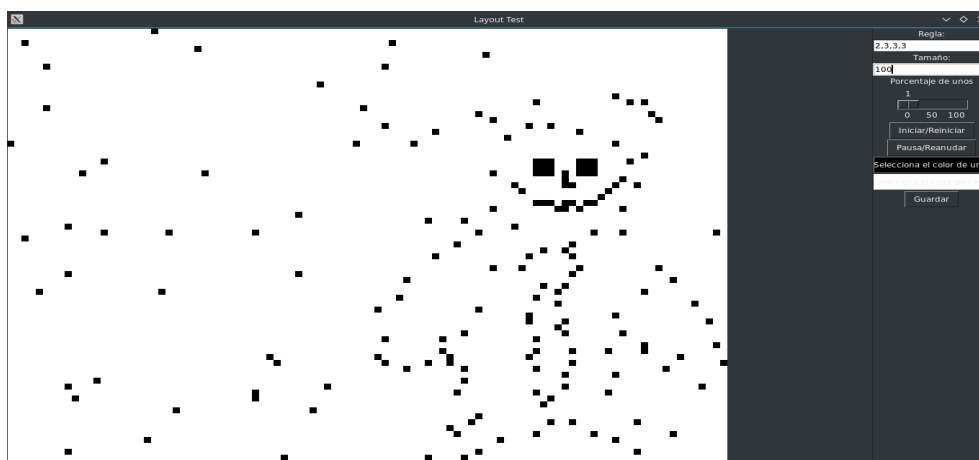 Layout Test
Regla:
2,3,3,3
Tamaño:
100
Porcentaje de unos
1
0 50 100
Iniciar/Reiniciar
Pausa/Reanudar
Selecciona el color de
Guardar